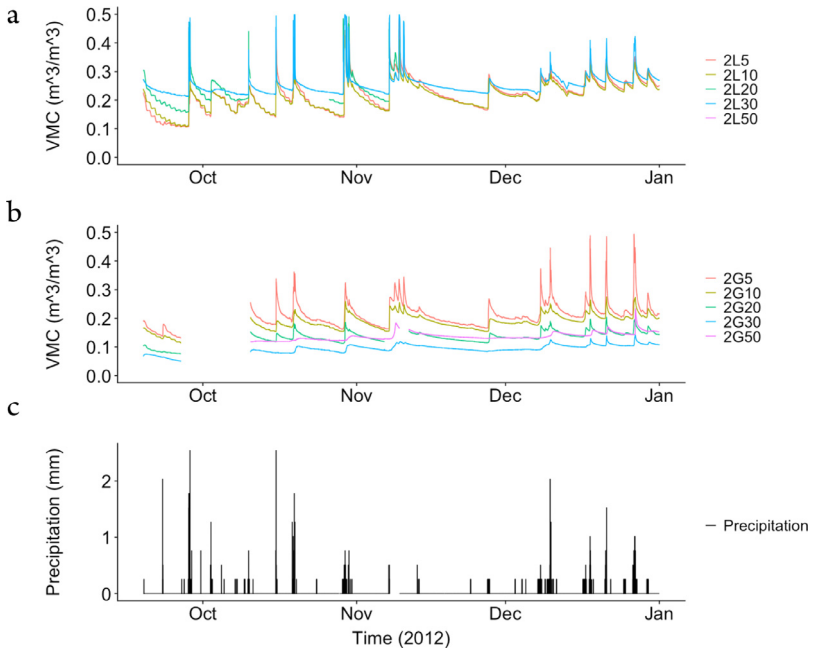 a
VMC (m^3/m^3)
0.5
0.4
0.3
0.2
0.1
0.0
Oct
Nov
Dec
Jan
2L5
2L10
2L20
2L30
2L50
b
VMC (m^3/m^3)
0.5
0.4
0.3
0.2
0.1
0.0
Oct
Nov
Dec
Jan
2G5
2G10
2G20
2G30
2G50
c
Precipitation (mm)
2
1
0
Oct
Nov
Dec
Jan
Time (2012)
Precipitation